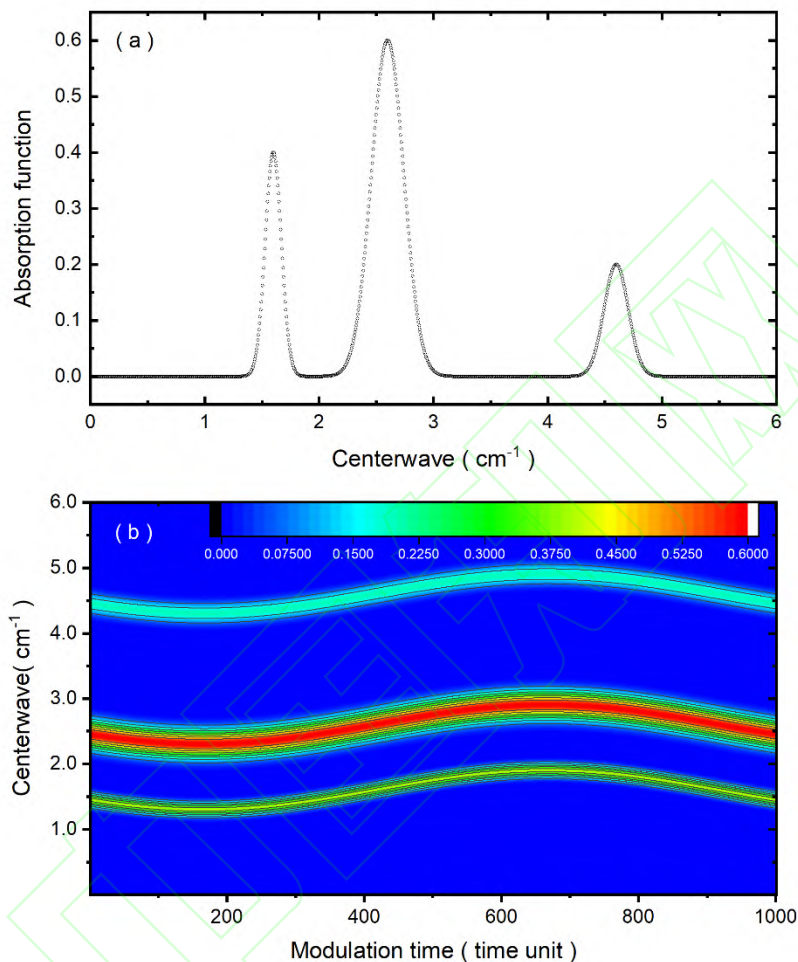 ( a )
Absorption function
0.6
0.5
0.4
0.3
0.2
0.1
0.0
0 1 2 3 4 5 6
Centerwave ( cm⁻¹ )
( b )
0.000 0.07500 0.1500 0.2250 0.3000 0.3750 0.4500 0.5250 0.6000
Centerwave( cm⁻¹ )
6.0
5.0
4.0
3.0
2.0
1.0
200 400 600 800 1000
Modulation time ( time unit )